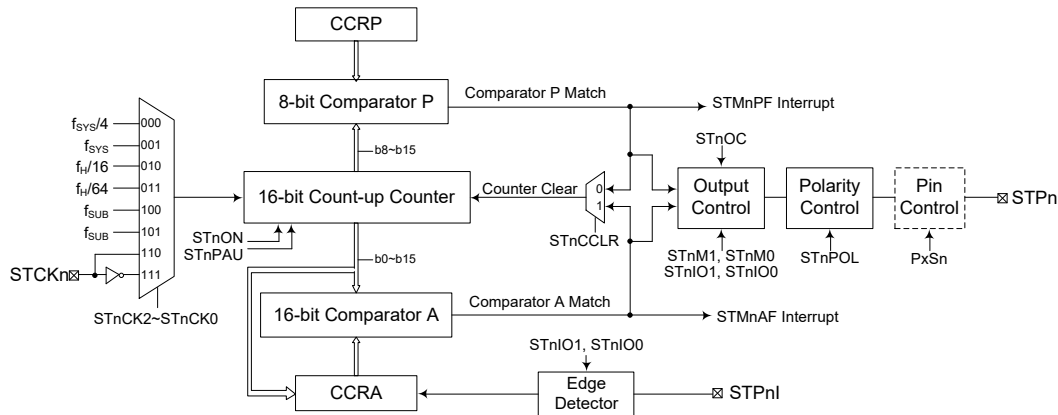 CCRP
8-bit Comparator P
Comparator P Match
STMnPF Interrupt
b8~b15
fSYS/4
000
fSYS
001
fH/16
010
fH/64
011
fSUB
100
fSUB
101
110
111
STCKn
STnCK2~STnCK0
16-bit Count-up Counter
STnON
STnPAU
Counter Clear
0
1
STnCCLR
STnOC
Output
Control
STnM1, STnM0
STnIO1, STnIO0
Polarity
Control
STnPOL
Pin
Control
PxSn
STPn
b0~b15
16-bit Comparator A
Comparator A Match
STMnAF Interrupt
STnIO1, STnIO0
CCRA
Edge
Detector
STPnI